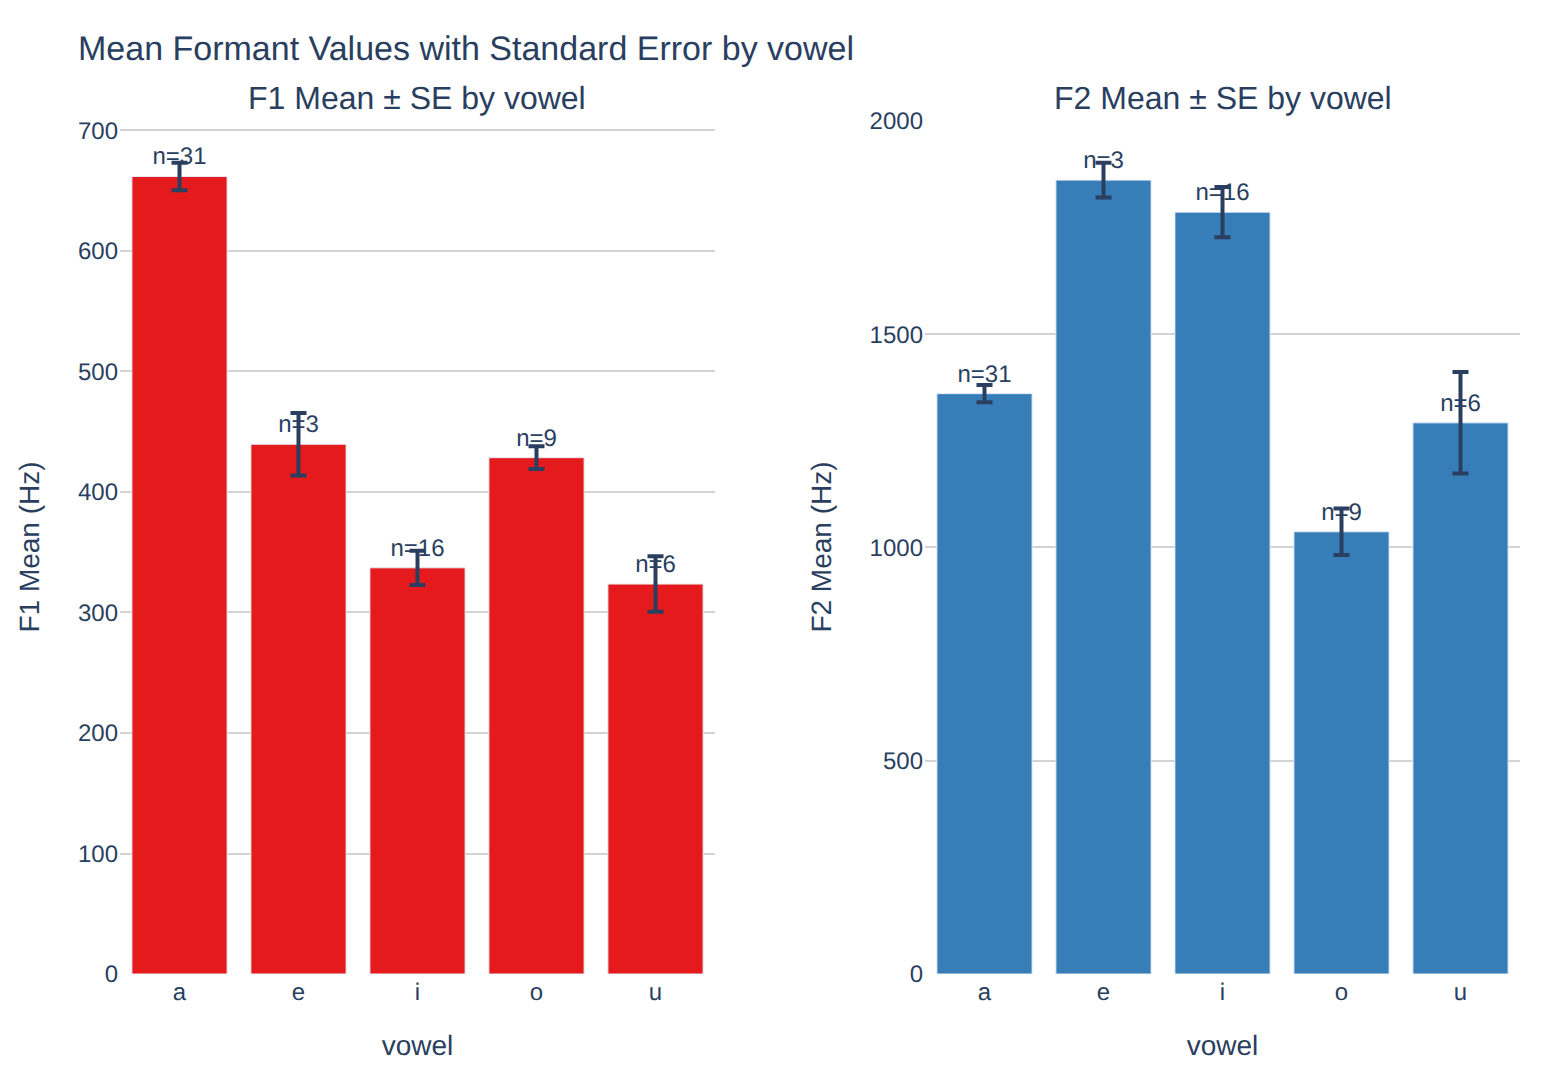 Mean Formant Values with Standard Error by vowel
F1 Mean ± SE by vowel
700
600
500
400
300
200
100
0
F1 Mean (Hz)
n=31
n=3
n=16
n=9
n=6
a e i o u
vowel
F2 Mean ± SE by vowel
2000
1500
1000
500
0
F2 Mean (Hz)
n=31
n=3
n=16
n=9
n=6
a e i o u
vowel